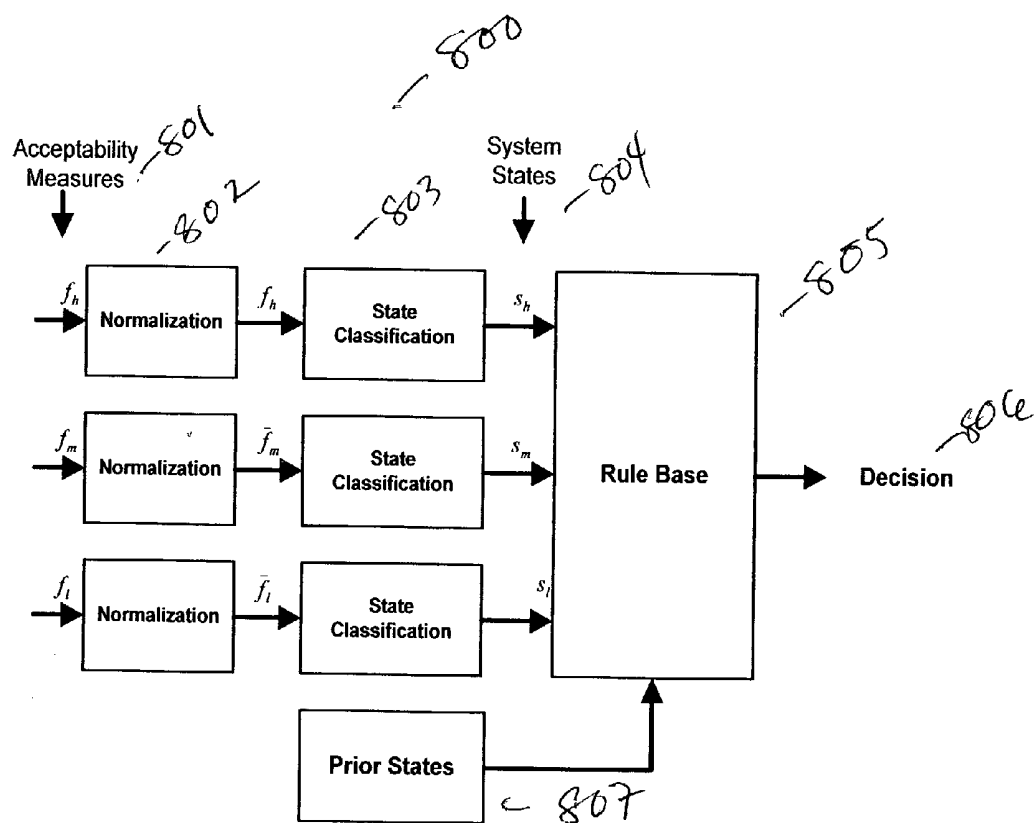 800
Acceptability
Measures
801
802
803
System
States
804
805
f_h
Normalization
f_h
State
Classification
s_h
f_m
Normalization
f̄_m
State
Classification
s_m
Rule Base
Decision
806
f_l
Normalization
f̄_l
State
Classification
s_l
Prior States
807